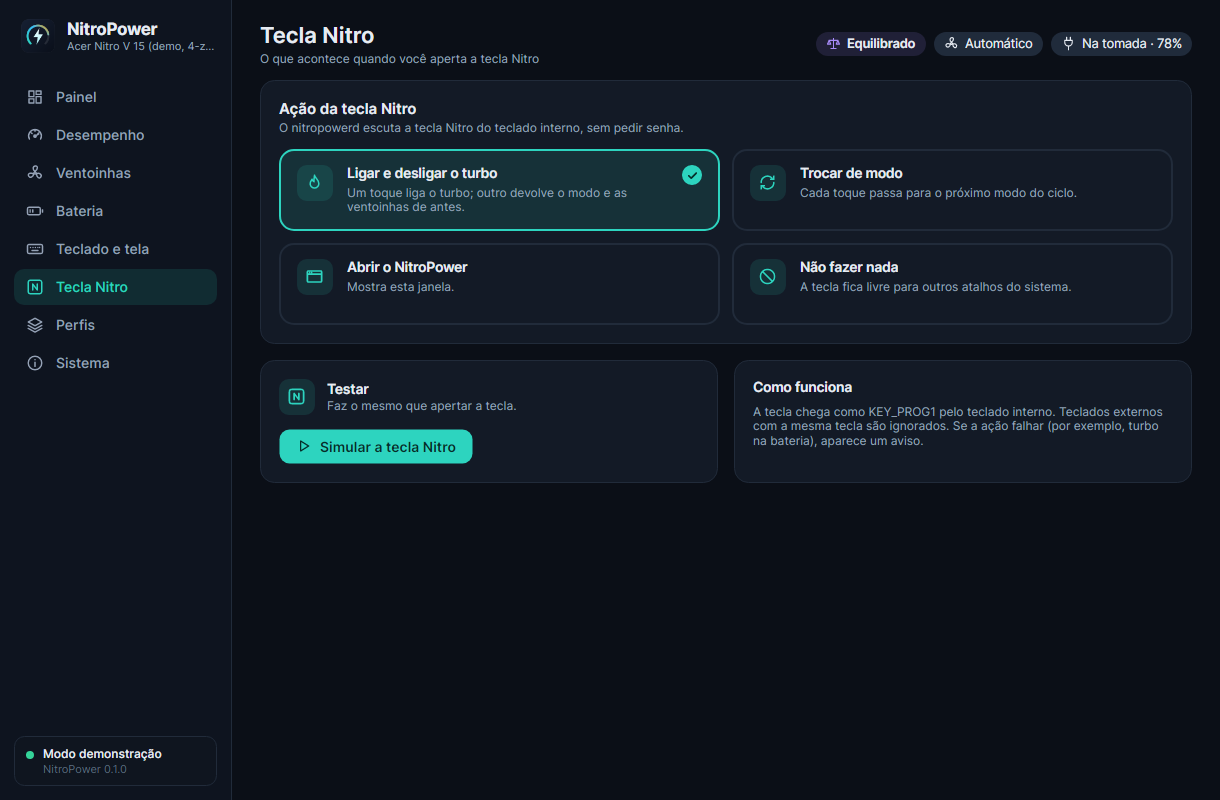 NitroPower
Acer Nitro V 15 (demo, 4-z...
Painel
Desempenho
Ventoinhas
Bateria
Teclado e tela
Tecla Nitro
Perfis
Sistema
Modo demonstração
NitroPower 0.1.0
Tecla Nitro
O que acontece quando você aperta a tecla Nitro
Equilibrado
Automático
Na tomada · 78%
Ação da tecla Nitro
O nitropowerd escuta a tecla Nitro do teclado interno, sem pedir senha.
Ligar e desligar o turbo
Um toque liga o turbo; outro devolve o modo e as
ventoinhas de antes.
Trocar de modo
Cada toque passa para o próximo modo do ciclo.
Abrir o NitroPower
Mostra esta janela.
Não fazer nada
A tecla fica livre para outros atalhos do sistema.
Testar
Faz o mesmo que apertar a tecla.
Simular a tecla Nitro
Como funciona
A tecla chega como KEY_PROG1 pelo teclado interno. Teclados externos
com a mesma tecla são ignorados. Se a ação falhar (por exemplo, turbo
na bateria), aparece um aviso.